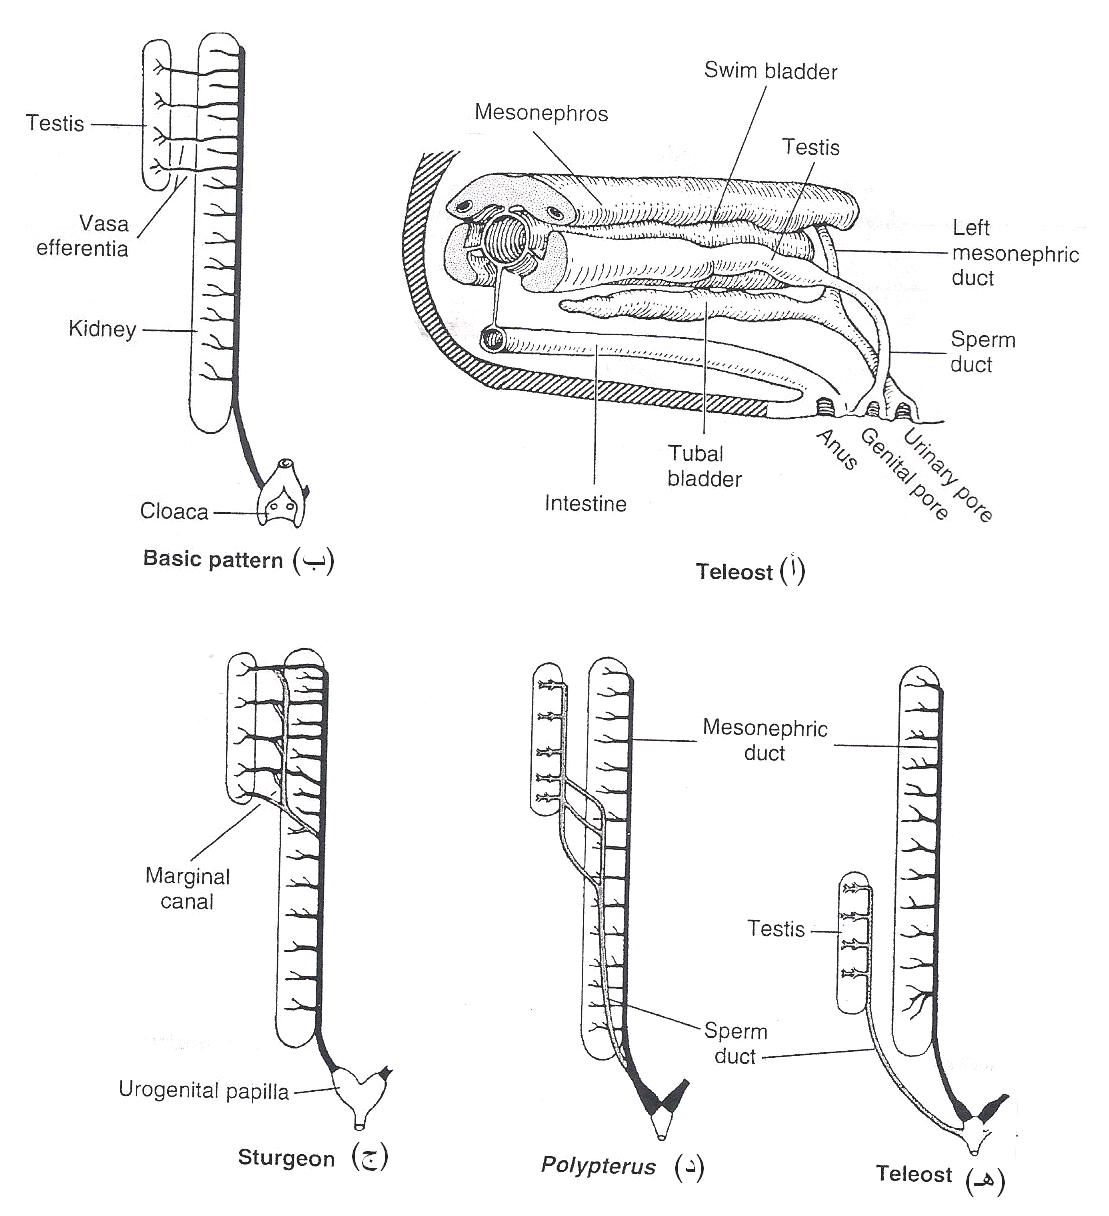 Testis
Vasa
efferentia
Kidney
Cloaca
Basic pattern (ب)
Swim bladder
Mesonephros
Testis
Left
mesonephric
duct
Sperm
duct
Tubal
bladder
Intestine
Anus
Genital pore
Urinary pore
Teleost (أ)
Marginal
canal
Urogenital papilla
Sturgeon (ج)
Mesonephric
duct
Sperm
duct
Polypterus (د)
Testis
Teleost (هـ)